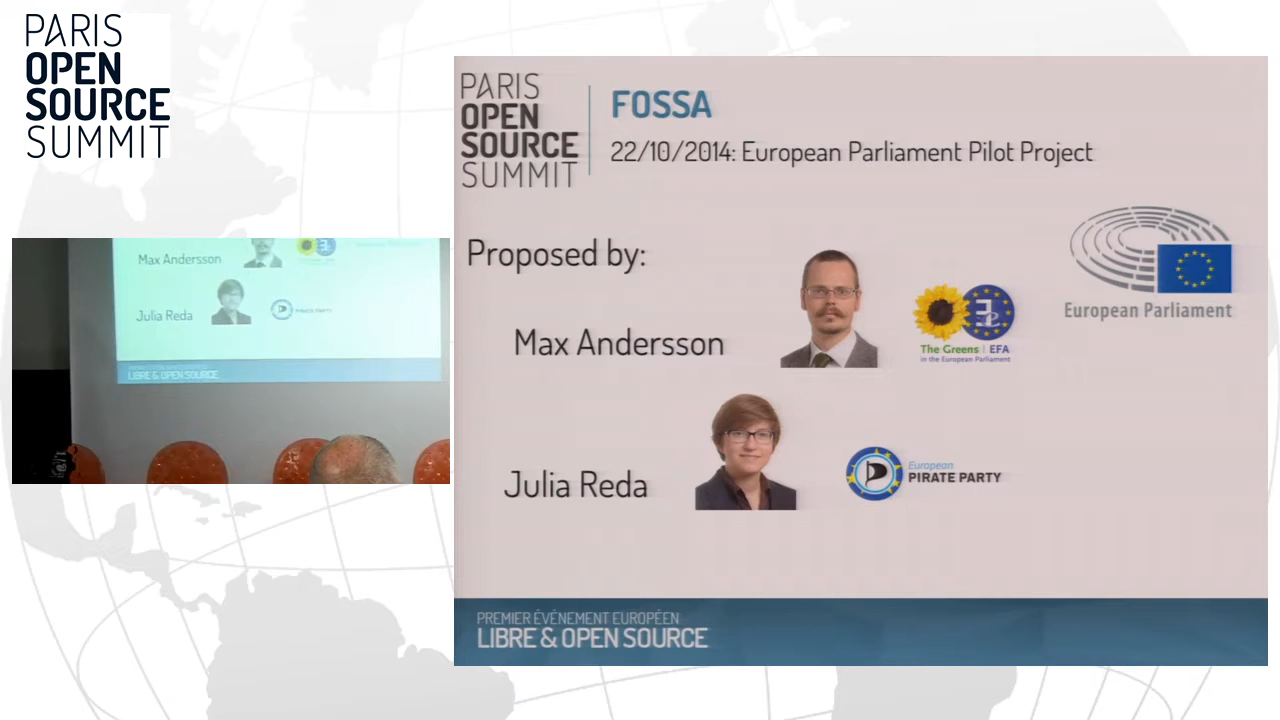 PARIS
OPEN
SOURCE
SUMMIT
PARIS
OPEN
SOURCE
SUMMIT
FOSSA
22/10/2014: European Parliament Pilot Project
Proposed by:
European Parliament
Max Andersson
The Greens | EFA
in the European Parliament
Julia Reda
European
PIRATE PARTY
PREMIER ÉVÉNEMENT EUROPÉEN
LIBRE & OPEN SOURCE
Max Andersson
Julia Reda
PIRATE PARTY
LIBRE & OPEN SOURCE